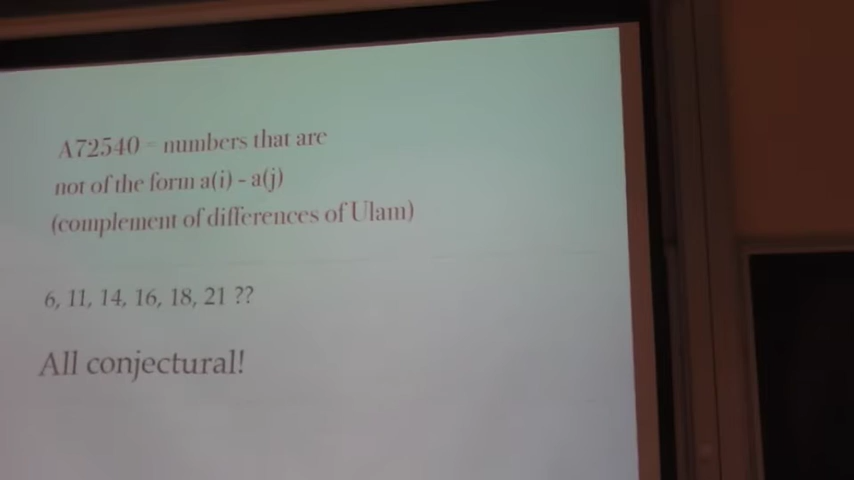 A72540 = numbers that are
not of the form a(i) - a(j)
(complement of differences of Ulam)
6, 11, 14, 16, 18, 21 ??
All conjectural!